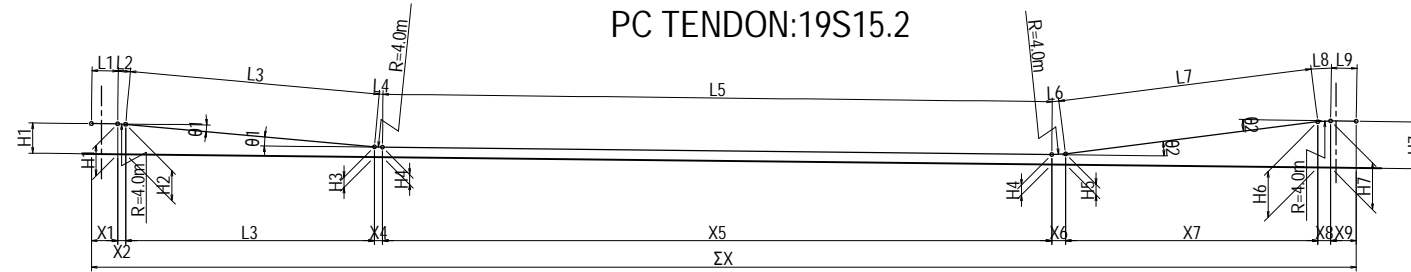 PC TENDON:19S15.2
R=4.0m
R=4.0m
L1 L2 L3 L4 L5 L6 L7 L8 L9
H1 θ1 θ1 θ2 θ2
H H2 R=4.0m H3 H4 H4 H5 H6 R=4.0m H7
X1 X2 L3 X4 X5 X6 X7 X8 X9
ΣX